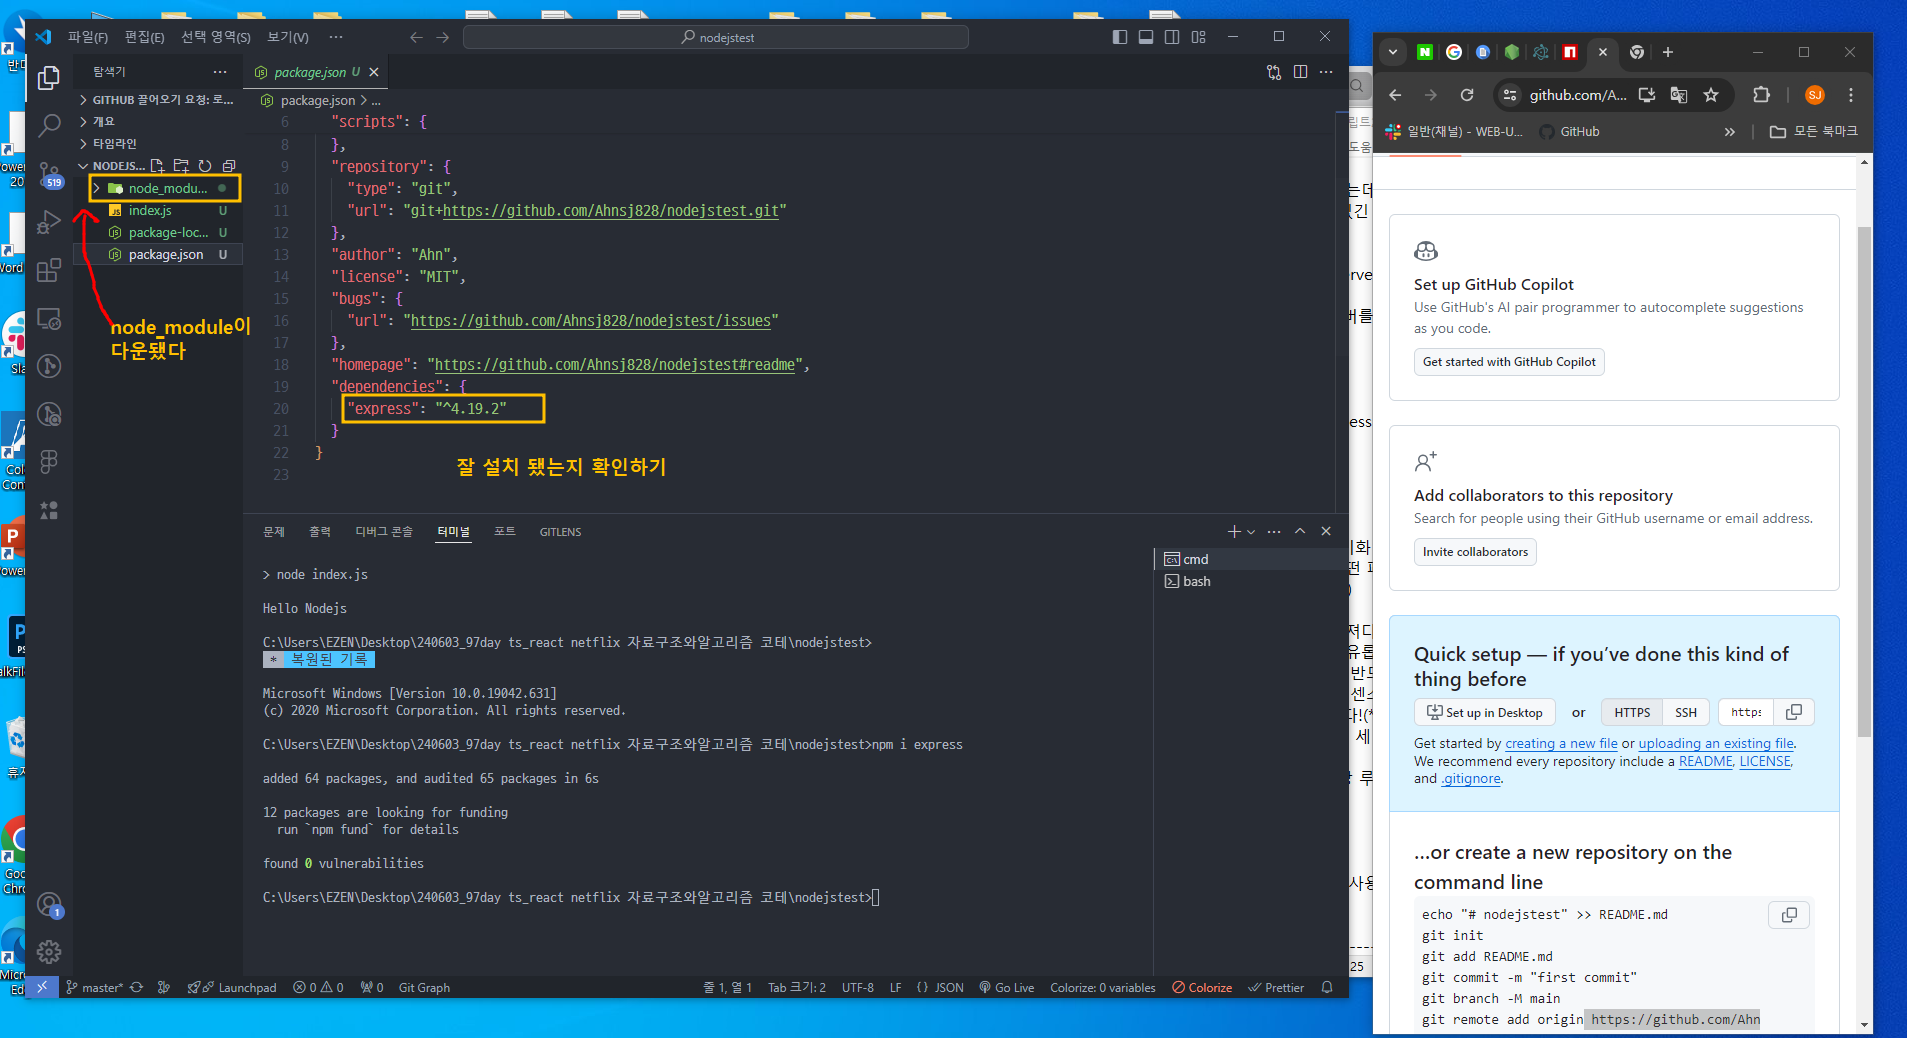 파일(F) 편집(E) 선택 영역(S) 보기(V) ···
nodejstest
탐색기 ···
GITHUB 끌어오기 요청: 로...
개요
타임라인
NODEJS...
node_modu...
index.js U
package-loc... U
package.json U
node_module이
다운됐다
519
1
package.json U
package.json > ...
6 "scripts": {
8 },
9 "repository": {
10 "type": "git",
11 "url": "git+https://github.com/Ahnsj828/nodejstest.git"
12 },
13 "author": "Ahn",
14 "license": "MIT",
15 "bugs": {
16 "url": "https://github.com/Ahnsj828/nodejstest/issues"
17 },
18 "homepage": "https://github.com/Ahnsj828/nodejstest#readme",
19 "dependencies": {
20 "express": "^4.19.2"
21 }
22 }
23
잘 설치 됐는지 확인하기
문제 출력 디버그 콘솔 터미널 포트 GITLENS
cmd
bash
> node index.js
Hello Nodejs
C:\Users\EZEN\Desktop\240603_97day ts_react netflix 자료구조와알고리즘 코테\nodejstest>
* 복원된 기록
Microsoft Windows [Version 10.0.19042.631]
(c) 2020 Microsoft Corporation. All rights reserved.
C:\Users\EZEN\Desktop\240603_97day ts_react netflix 자료구조와알고리즘 코테\nodejstest>npm i express
added 64 packages, and audited 65 packages in 6s
12 packages are looking for funding
run `npm fund` for details
found 0 vulnerabilities
C:\Users\EZEN\Desktop\240603_97day ts_react netflix 자료구조와알고리즘 코테\nodejstest>
master* Launchpad 0 0 0 Git Graph 줄 1, 열 1 Tab 크기: 2 UTF-8 LF {} JSON Go Live Colorize: 0 variables Colorize Prettier
github.com/A...
SJ
일반(채널) - WEB-U... GitHub » 모든 북마크
Set up GitHub Copilot
Use GitHub's AI pair programmer to autocomplete suggestions
as you code.
Get started with GitHub Copilot
Add collaborators to this repository
Search for people using their GitHub username or email address.
Invite collaborators
Quick setup — if you’ve done this kind of
thing before
Set up in Desktop or HTTPS SSH https
Get started by creating a new file or uploading an existing file.
We recommend every repository include a README, LICENSE,
and .gitignore.
…or create a new repository on the
command line
echo "# nodejstest" >> README.md
git init
git add README.md
git commit -m "first commit"
git branch -M main
git remote add origin https://github.com/Ahn